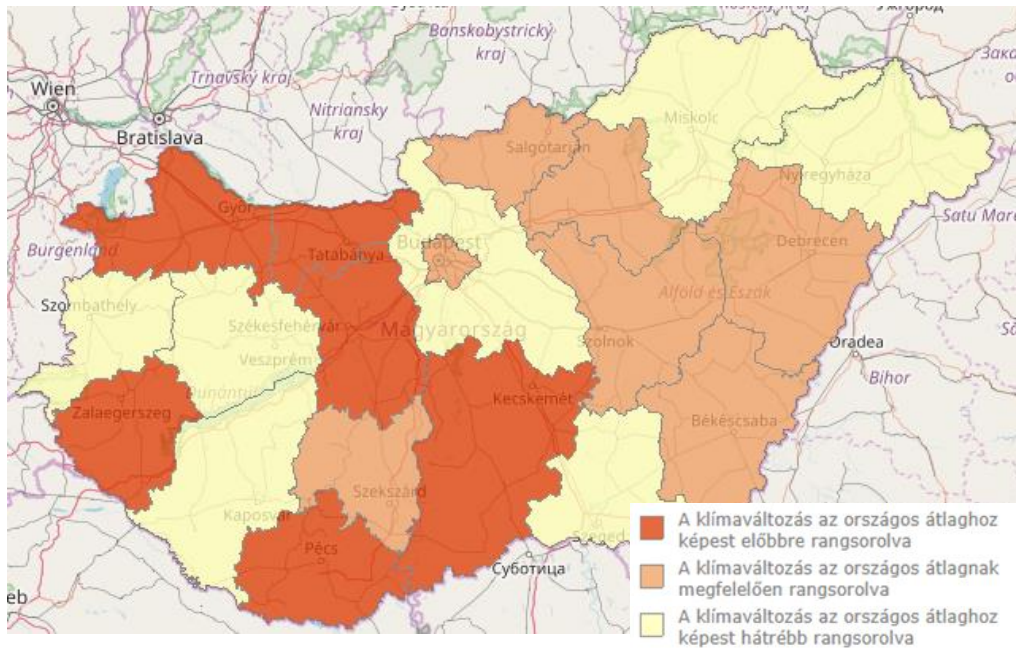 Banskobystrický
kraj
Ужгород
Wien
Trnavský kraj
Nitriansky
kraj
Bratislava
Miskolc
Salgótarján
Nyíregyháza
Győr
Satu Mare
Burgenland
Tatabánya
Budapest
Debrecen
Alföld és Észak
Szombathely
Székesfehérvár
Magyarország
Szolnok
Oradea
Veszprém
Bihor
Dunántúl
Zalaegerszeg
Kecskemét
Békéscsaba
Szekszárd
Kaposvár
Szeged
Pécs
Суботица
eb
A klímaváltozás az országos átlaghoz
képest előbbre rangsorolva
A klímaváltozás az országos átlagnak
megfelelően rangsorolva
A klímaváltozás az országos átlaghoz
képest hátrébb rangsorolva